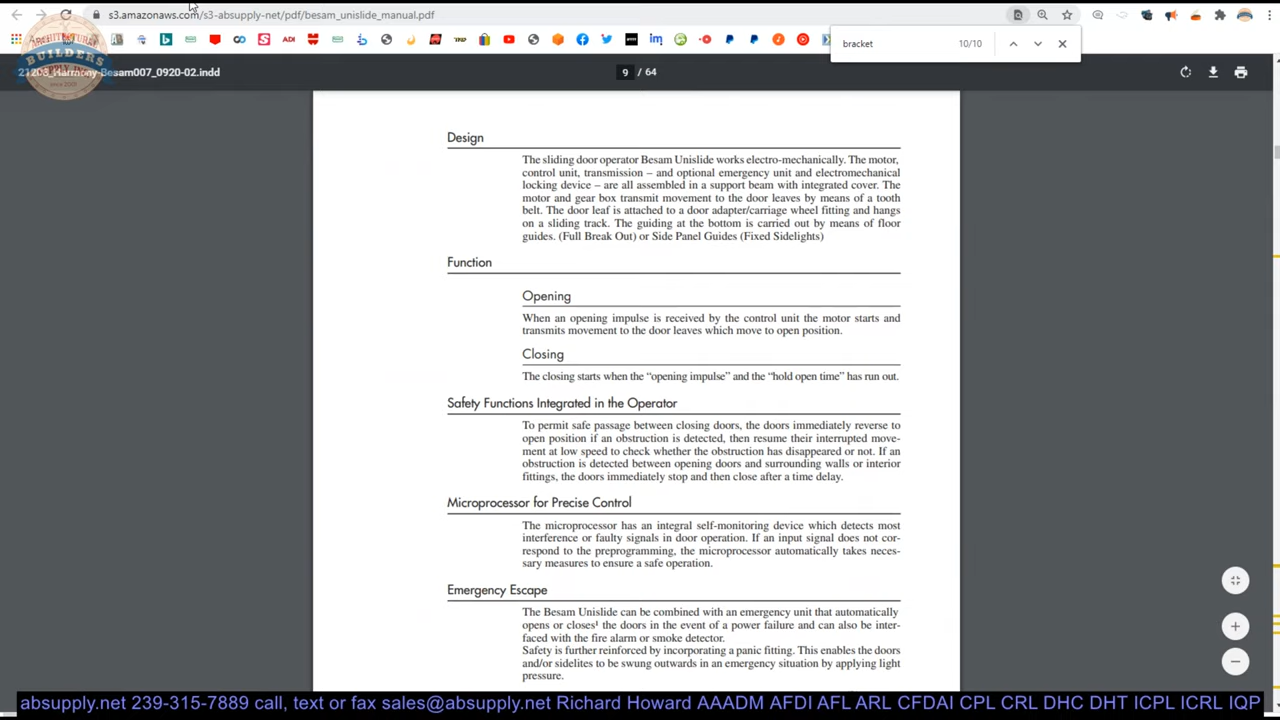 s3.amazonaws.com/s3-absupply-net/pdf/besam_unislide_manual.pdf
bracket 10/10
ARCHITECTURAL
BUILDERS
SUPPLY INC
since 2003
21203_Harmony-Besam007_0920-02.indd
9 / 64
Design
The sliding door operator Besam Unislide works electro-mechanically. The motor,
control unit, transmission – and optional emergency unit and electromechanical
locking device – are all assembled in a support beam with integrated cover. The
motor and gear box transmit movement to the door leaves by means of a tooth
belt. The door leaf is attached to a door adapter/carriage wheel fitting and hangs
on a sliding track. The guiding at the bottom is carried out by means of floor
guides. (Full Break Out) or Side Panel Guides (Fixed Sidelights)
Function
Opening
When an opening impulse is received by the control unit the motor starts and
transmits movement to the door leaves which move to open position.
Closing
The closing starts when the “opening impulse” and the “hold open time” has run out.
Safety Functions Integrated in the Operator
To permit safe passage between closing doors, the doors immediately reverse to
open position if an obstruction is detected, then resume their interrupted move-
ment at low speed to check whether the obstruction has disappeared or not. If an
obstruction is detected between opening doors and surrounding walls or interior
fittings, the doors immediately stop and then close after a time delay.
Microprocessor for Precise Control
The microprocessor has an integral self-monitoring device which detects most
interference or faulty signals in door operation. If an input signal does not cor-
respond to the preprogramming, the microprocessor automatically takes neces-
sary measures to ensure a safe operation.
Emergency Escape
The Besam Unislide can be combined with an emergency unit that automatically
opens or closes¹ the doors in the event of a power failure and can also be inter-
faced with the fire alarm or smoke detector.
Safety is further reinforced by incorporating a panic fitting. This enables the doors
and/or sidelites to be swung outwards in an emergency situation by applying light
pressure.
absupply.net 239-315-7889 call, text or fax sales@absupply.net Richard Howard AAADM AFDI AFL ARL CFDAI CPL CRL DHC DHT ICPL ICRL IQP